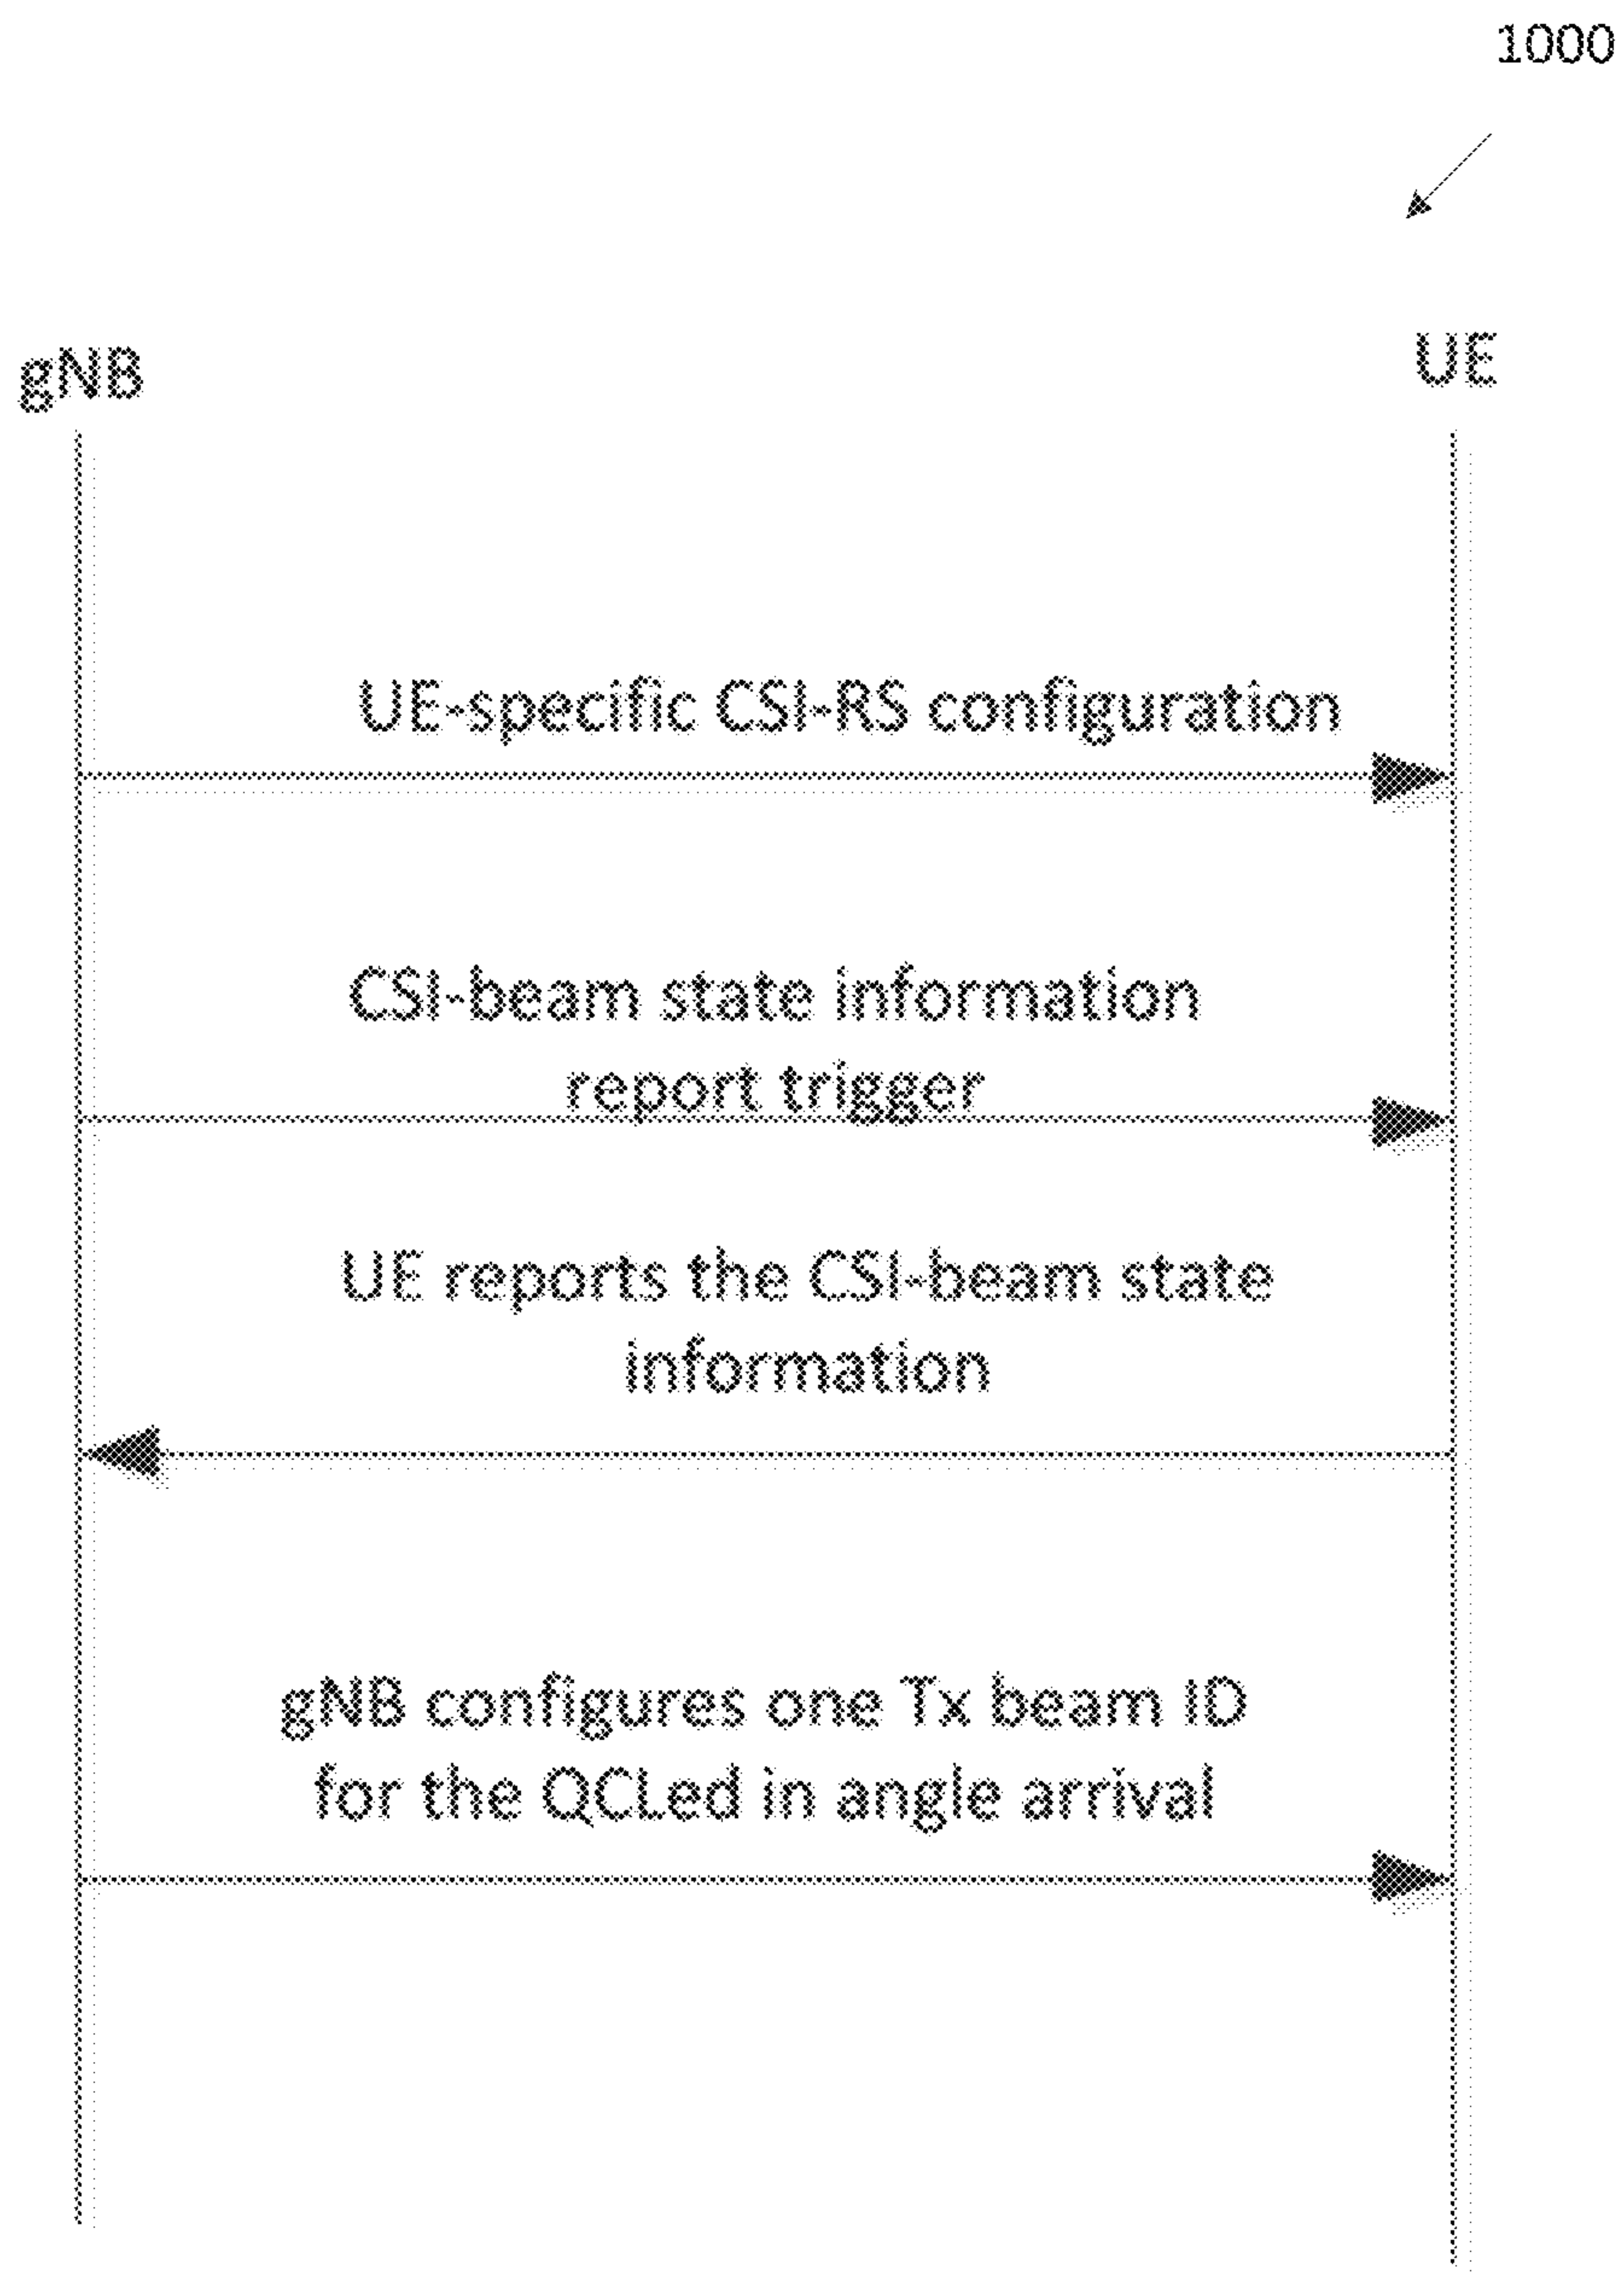 1000
gNB
UE
UE-specific CSI-RS configuration
CSI-beam state information
report trigger
UE reports the CSI-beam state
information
gNB configures one Tx beam ID
for the QCLed in angle arrival